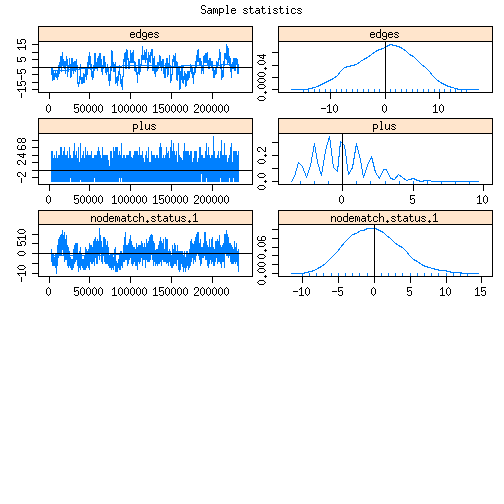 Sample statistics
edges
edges
-15 -5 5 15
0.00 0.04
0 50000 100000 150000 200000
-10 0 10
plus
plus
-2 2 4 6 8
0.0 0.2
0 50000 100000 150000 200000
0 5 10
nodematch.status.1
nodematch.status.1
-10 0 5 10
0.00 0.06
0 50000 100000 150000 200000
-10 -5 0 5 10 15